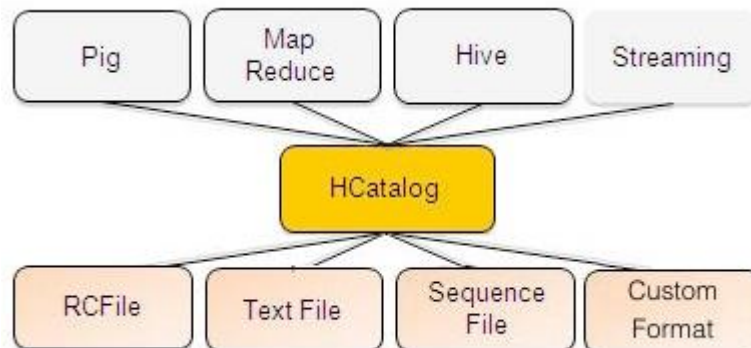 Pig
Map
Reduce
Hive
Streaming
HCatalog
RCFile
Text File
Sequence
File
Custom
Format